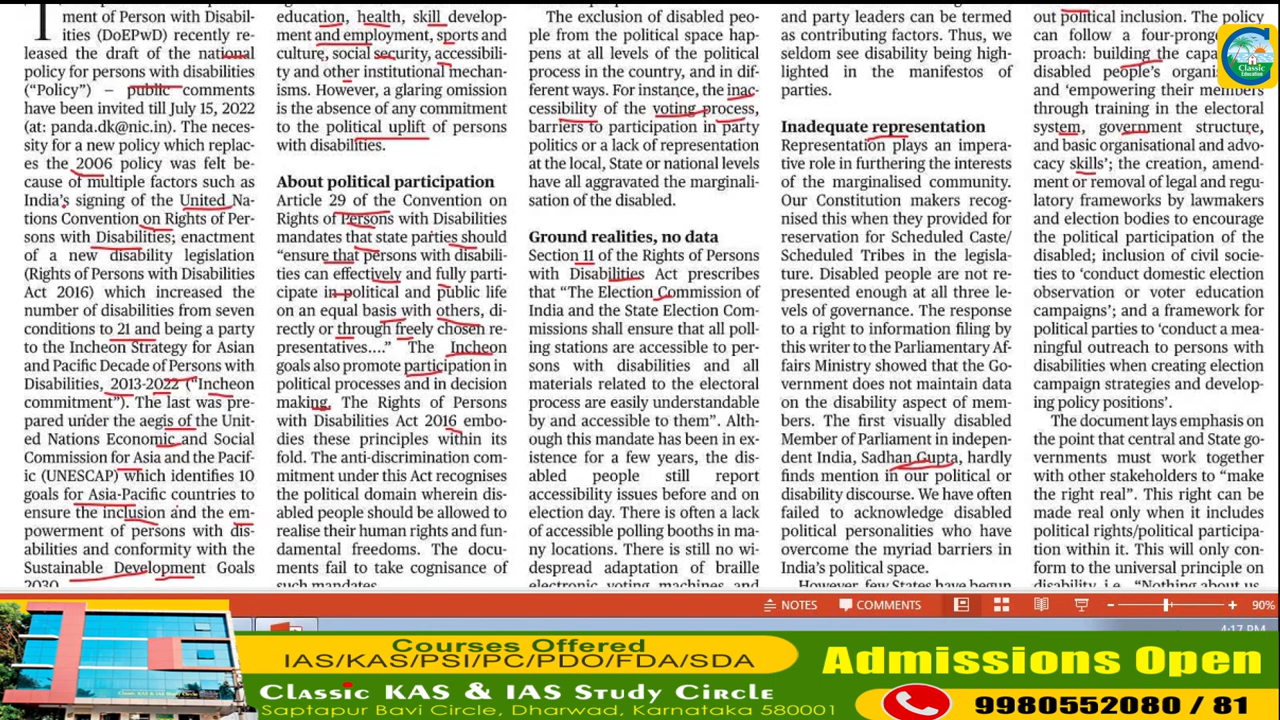 ment of Person with Disabil-
ities (DoEPwD) recently re-
leased the draft of the national
policy for persons with disabilities
(“Policy”) – public comments
have been invited till July 15, 2022
(at: panda.dk@nic.in). The neces-
sity for a new policy which replac-
es the 2006 policy was felt be-
cause of multiple factors such as
India’s signing of the United Na-
tions Convention on Rights of Per-
sons with Disabilities; enactment
of a new disability legislation
(Rights of Persons with Disabilities
Act 2016) which increased the
number of disabilities from seven
conditions to 21 and being a party
to the Incheon Strategy for Asian
and Pacific Decade of Persons with
Disabilities, 2013-2022 (“Incheon
commitment”). The last was pre-
pared under the aegis of the Unit-
ed Nations Economic and Social
Commission for Asia and the Pacif-
ic (UNESCAP) which identifies 10
goals for Asia-Pacific countries to
ensure the inclusion and the em-
powerment of persons with dis-
abilities and conformity with the
Sustainable Development Goals
2030.
education, health, skill develop-
ment and employment, sports and
culture, social security, accessibili-
ty and other institutional mechan-
isms. However, a glaring omission
is the absence of any commitment
to the political uplift of persons
with disabilities.
About political participation
Article 29 of the Convention on
Rights of Persons with Disabilities
mandates that state parties should
“ensure that persons with disabili-
ties can effectively and fully parti-
cipate in political and public life
on an equal basis with others, di-
rectly or through freely chosen re-
presentatives....” The Incheon
goals also promote participation in
political processes and in decision
making. The Rights of Persons
with Disabilities Act 2016 embo-
dies these principles within its
fold. The anti-discrimination com-
mitment under this Act recognises
the political domain wherein dis-
abled people should be allowed to
realise their human rights and fun-
damental freedoms. The docu-
ments fail to take cognisance of
such mandates.
The exclusion of disabled peo-
ple from the political space hap-
pens at all levels of the political
process in the country, and in dif-
ferent ways. For instance, the inac-
cessibility of the voting process,
barriers to participation in party
politics or a lack of representation
at the local, State or national levels
have all aggravated the marginali-
sation of the disabled.
Ground realities, no data
Section 11 of the Rights of Persons
with Disabilities Act prescribes
that “The Election Commission of
India and the State Election Com-
missions shall ensure that all poll-
ing stations are accessible to per-
sons with disabilities and all
materials related to the electoral
process are easily understandable
by and accessible to them”. Alth-
ough this mandate has been in ex-
istence for a few years, the dis-
abled people still report
accessibility issues before and on
election day. There is often a lack
of accessible polling booths in ma-
ny locations. There is still no wi-
despread adaptation of braille
electronic voting machines and
and party leaders can be termed
as contributing factors. Thus, we
seldom see disability being high-
lighted in the manifestos of
parties.
Inadequate representation
Representation plays an impera-
tive role in furthering the interests
of the marginalised community.
Our Constitution makers recog-
nised this when they provided for
reservation for Scheduled Caste/
Scheduled Tribes in the legisla-
ture. Disabled people are not re-
presented enough at all three le-
vels of governance. The response
to a right to information filing by
this writer to the Parliamentary Af-
fairs Ministry showed that the Go-
vernment does not maintain data
on the disability aspect of mem-
bers. The first visually disabled
Member of Parliament in indepen-
dent India, Sadhan Gupta, hardly
finds mention in our political or
disability discourse. We have often
failed to acknowledge disabled
political personalities who have
overcome the myriad barriers in
India’s political space.
However, few States have begun
out political inclusion. The policy
can follow a four-pronge
proach: building the capa
disabled people’s organis
and ‘empowering their members
through training in the electoral
system, government structure,
and basic organisational and advo-
cacy skills’; the creation, amend-
ment or removal of legal and regu-
latory frameworks by lawmakers
and election bodies to encourage
the political participation of the
disabled; inclusion of civil socie-
ties to ‘conduct domestic election
observation or voter education
campaigns’; and a framework for
political parties to ‘conduct a mea-
ningful outreach to persons with
disabilities when creating election
campaign strategies and develop-
ing policy positions’.
The document lays emphasis on
the point that central and State go-
vernments must work together
with other stakeholders to “make
the right real”. This right can be
made real only when it includes
political rights/political participa-
tion within it. This will only con-
form to the universal principle on
disability, i.e., “Nothing about us
Classic
Education
NOTES
COMMENTS
90%
4:17 PM
Courses Offered
IAS/KAS/PSI/PC/PDO/FDA/SDA
Classic KAS & IAS Study Circle
Saptapur Bavi Circle, Dharwad, Karnataka 580001
Admissions Open
9980552080 / 81